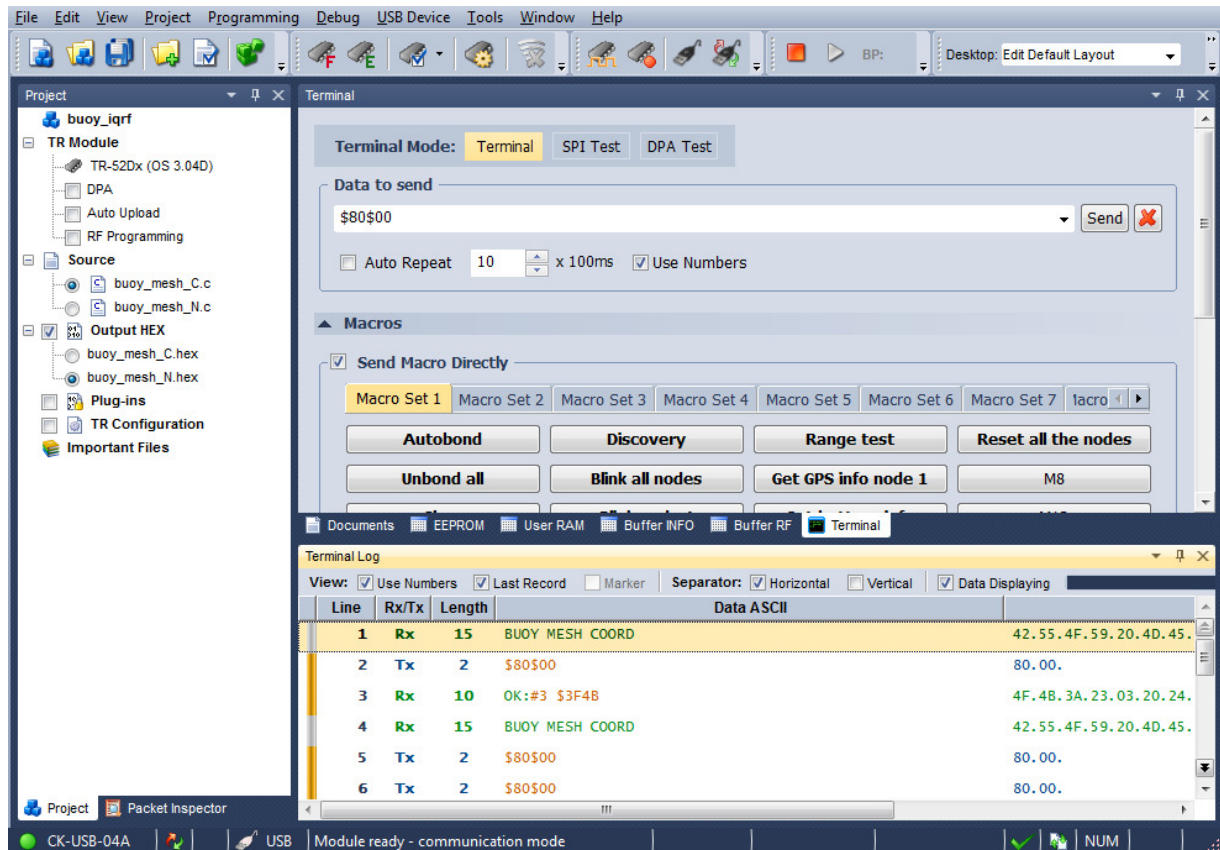 File Edit View Project Programming Debug USB Device Tools Window Help
BP: Desktop: Edit Default Layout
Project
buoy_iqrf
TR Module
TR-52Dx (OS 3.04D)
DPA
Auto Upload
RF Programming
Source
buoy_mesh_C.c
buoy_mesh_N.c
Output HEX
buoy_mesh_C.hex
buoy_mesh_N.hex
Plug-ins
TR Configuration
Important Files
Project Packet Inspector
Terminal
Terminal Mode: Terminal SPI Test DPA Test
Data to send
$80$00 Send
Auto Repeat 10 x 100ms Use Numbers
Macros
Send Macro Directly
Macro Set 1 Macro Set 2 Macro Set 3 Macro Set 4 Macro Set 5 Macro Set 6 Macro Set 7 lacro
Autobond Discovery Range test Reset all the nodes
Unbond all Blink all nodes Get GPS info node 1 M8
Documents EEPROM User RAM Buffer INFO Buffer RF Terminal
Terminal Log
View: Use Numbers Last Record Marker Separator: Horizontal Vertical Data Displaying
Line Rx/Tx Length Data ASCII
1 Rx 15 BUOY MESH COORD 42.55.4F.59.20.4D.45.
2 Tx 2 $80$00 80.00.
3 Rx 10 OK:#3 $3F4B 4F.4B.3A.23.03.20.24.
4 Rx 15 BUOY MESH COORD 42.55.4F.59.20.4D.45.
5 Tx 2 $80$00 80.00.
6 Tx 2 $80$00 80.00.
CK-USB-04A USB Module ready - communication mode NUM